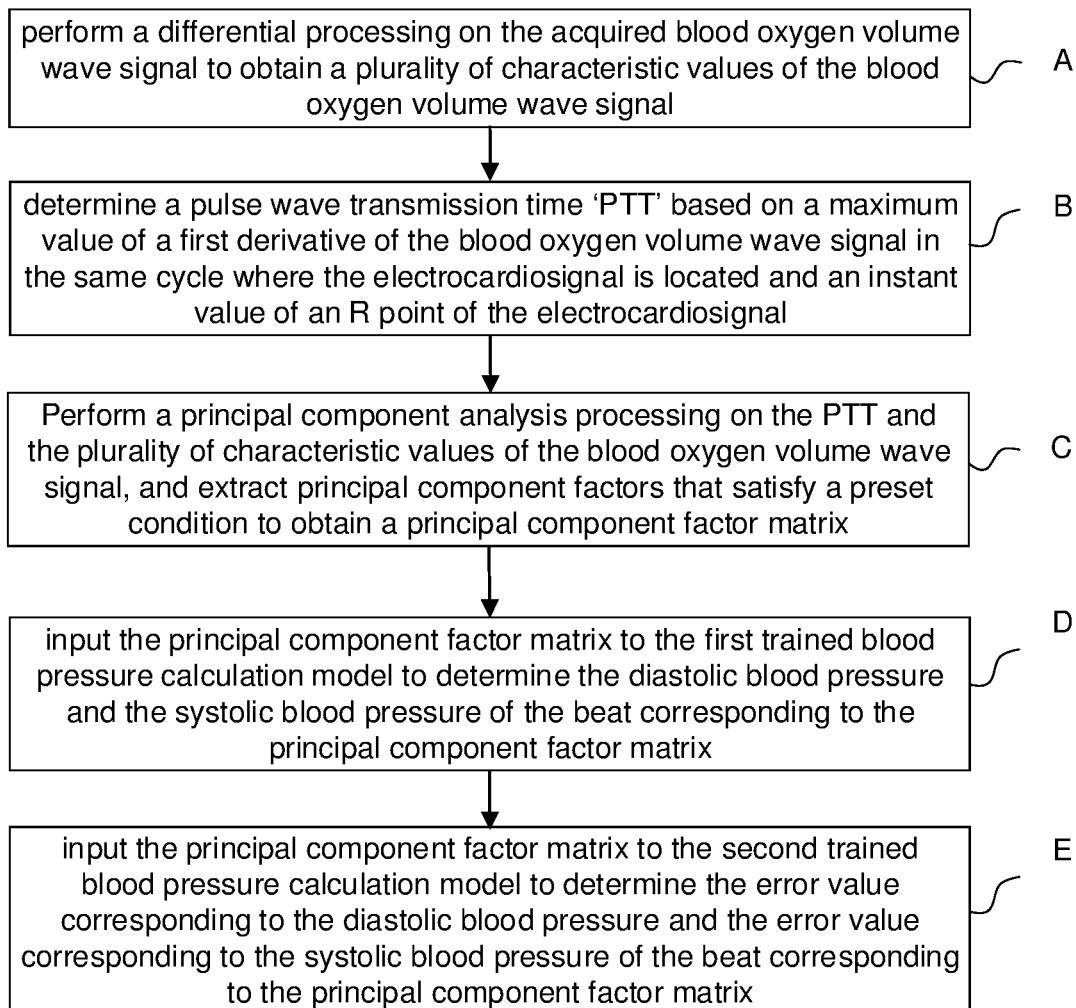 perform a differential processing on the acquired blood oxygen volume
wave signal to obtain a plurality of characteristic values of the blood
oxygen volume wave signal
A
determine a pulse wave transmission time ‘PTT’ based on a maximum
value of a first derivative of the blood oxygen volume wave signal in
the same cycle where the electrocardiosignal is located and an instant
value of an R point of the electrocardiosignal
B
Perform a principal component analysis processing on the PTT and
the plurality of characteristic values of the blood oxygen volume wave
signal, and extract principal component factors that satisfy a preset
condition to obtain a principal component factor matrix
C
input the principal component factor matrix to the first trained blood
pressure calculation model to determine the diastolic blood pressure
and the systolic blood pressure of the beat corresponding to the
principal component factor matrix
D
input the principal component factor matrix to the second trained
blood pressure calculation model to determine the error value
corresponding to the diastolic blood pressure and the error value
corresponding to the systolic blood pressure of the beat corresponding
to the principal component factor matrix
E